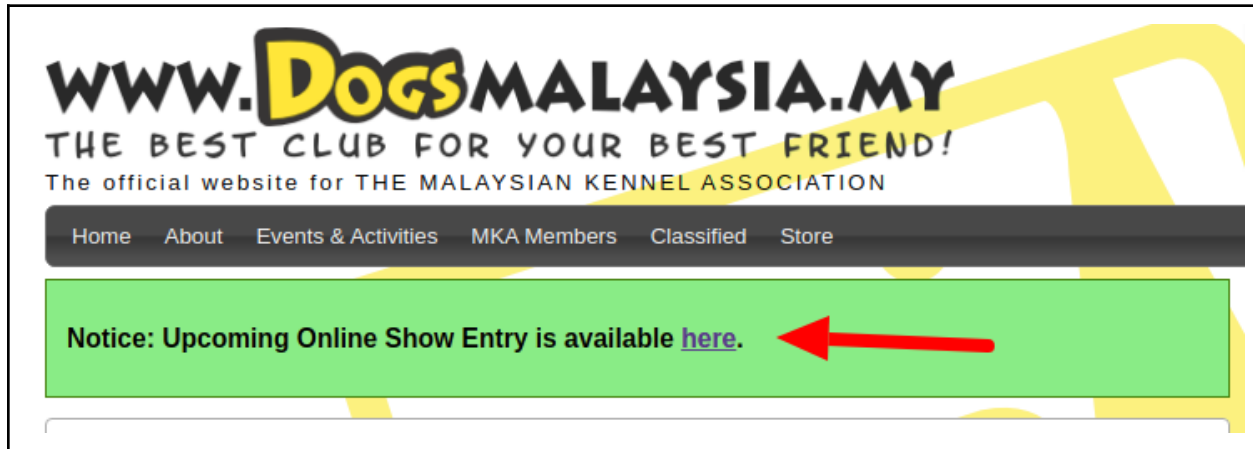 WWW.DOGSMALAYSIA.MY
THE BEST CLUB FOR YOUR BEST FRIEND!
The official website for THE MALAYSIAN KENNEL ASSOCIATION
Home About Events & Activities MKA Members Classified Store
Notice: Upcoming Online Show Entry is available here.